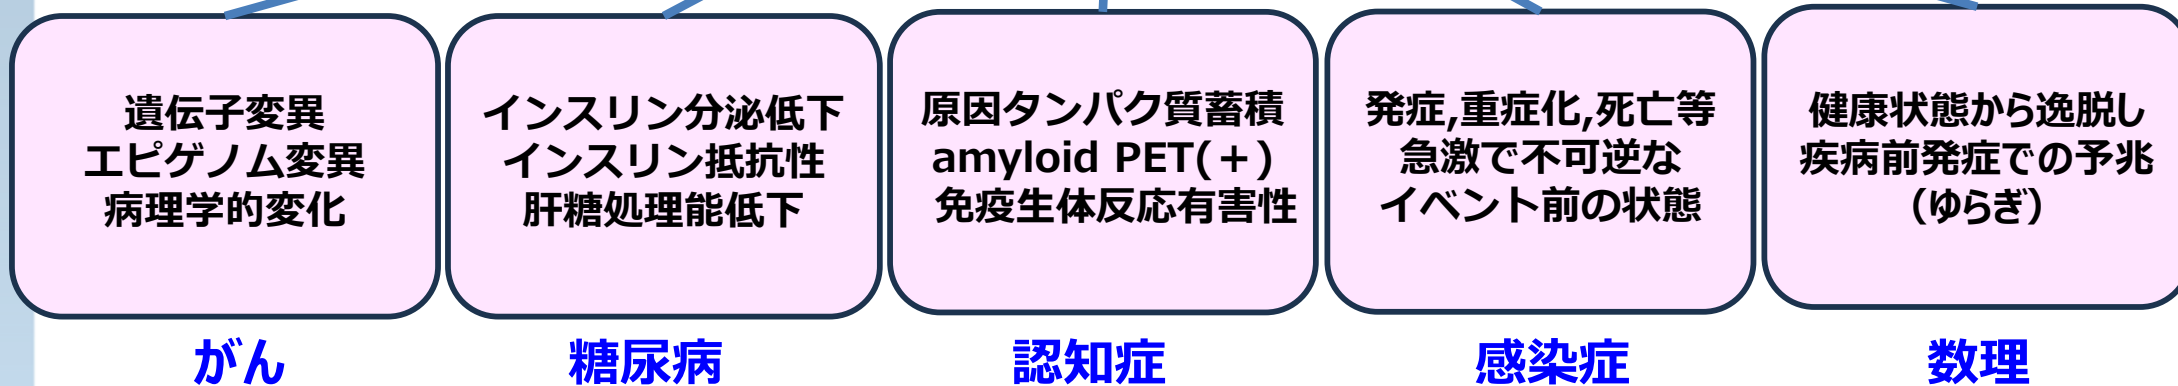 遺伝子変異
エピゲノム変異
病理学的変化
がん
インスリン分泌低下
インスリン抵抗性
肝糖処理能低下
糖尿病
原因タンパク質蓄積
amyloid PET(＋)
免疫生体反応有害性
認知症
発症,重症化,死亡等
急激で不可逆な
イベント前の状態
感染症
健康状態から逸脱し
疾病前発症での予兆
（ゆらぎ）
数理